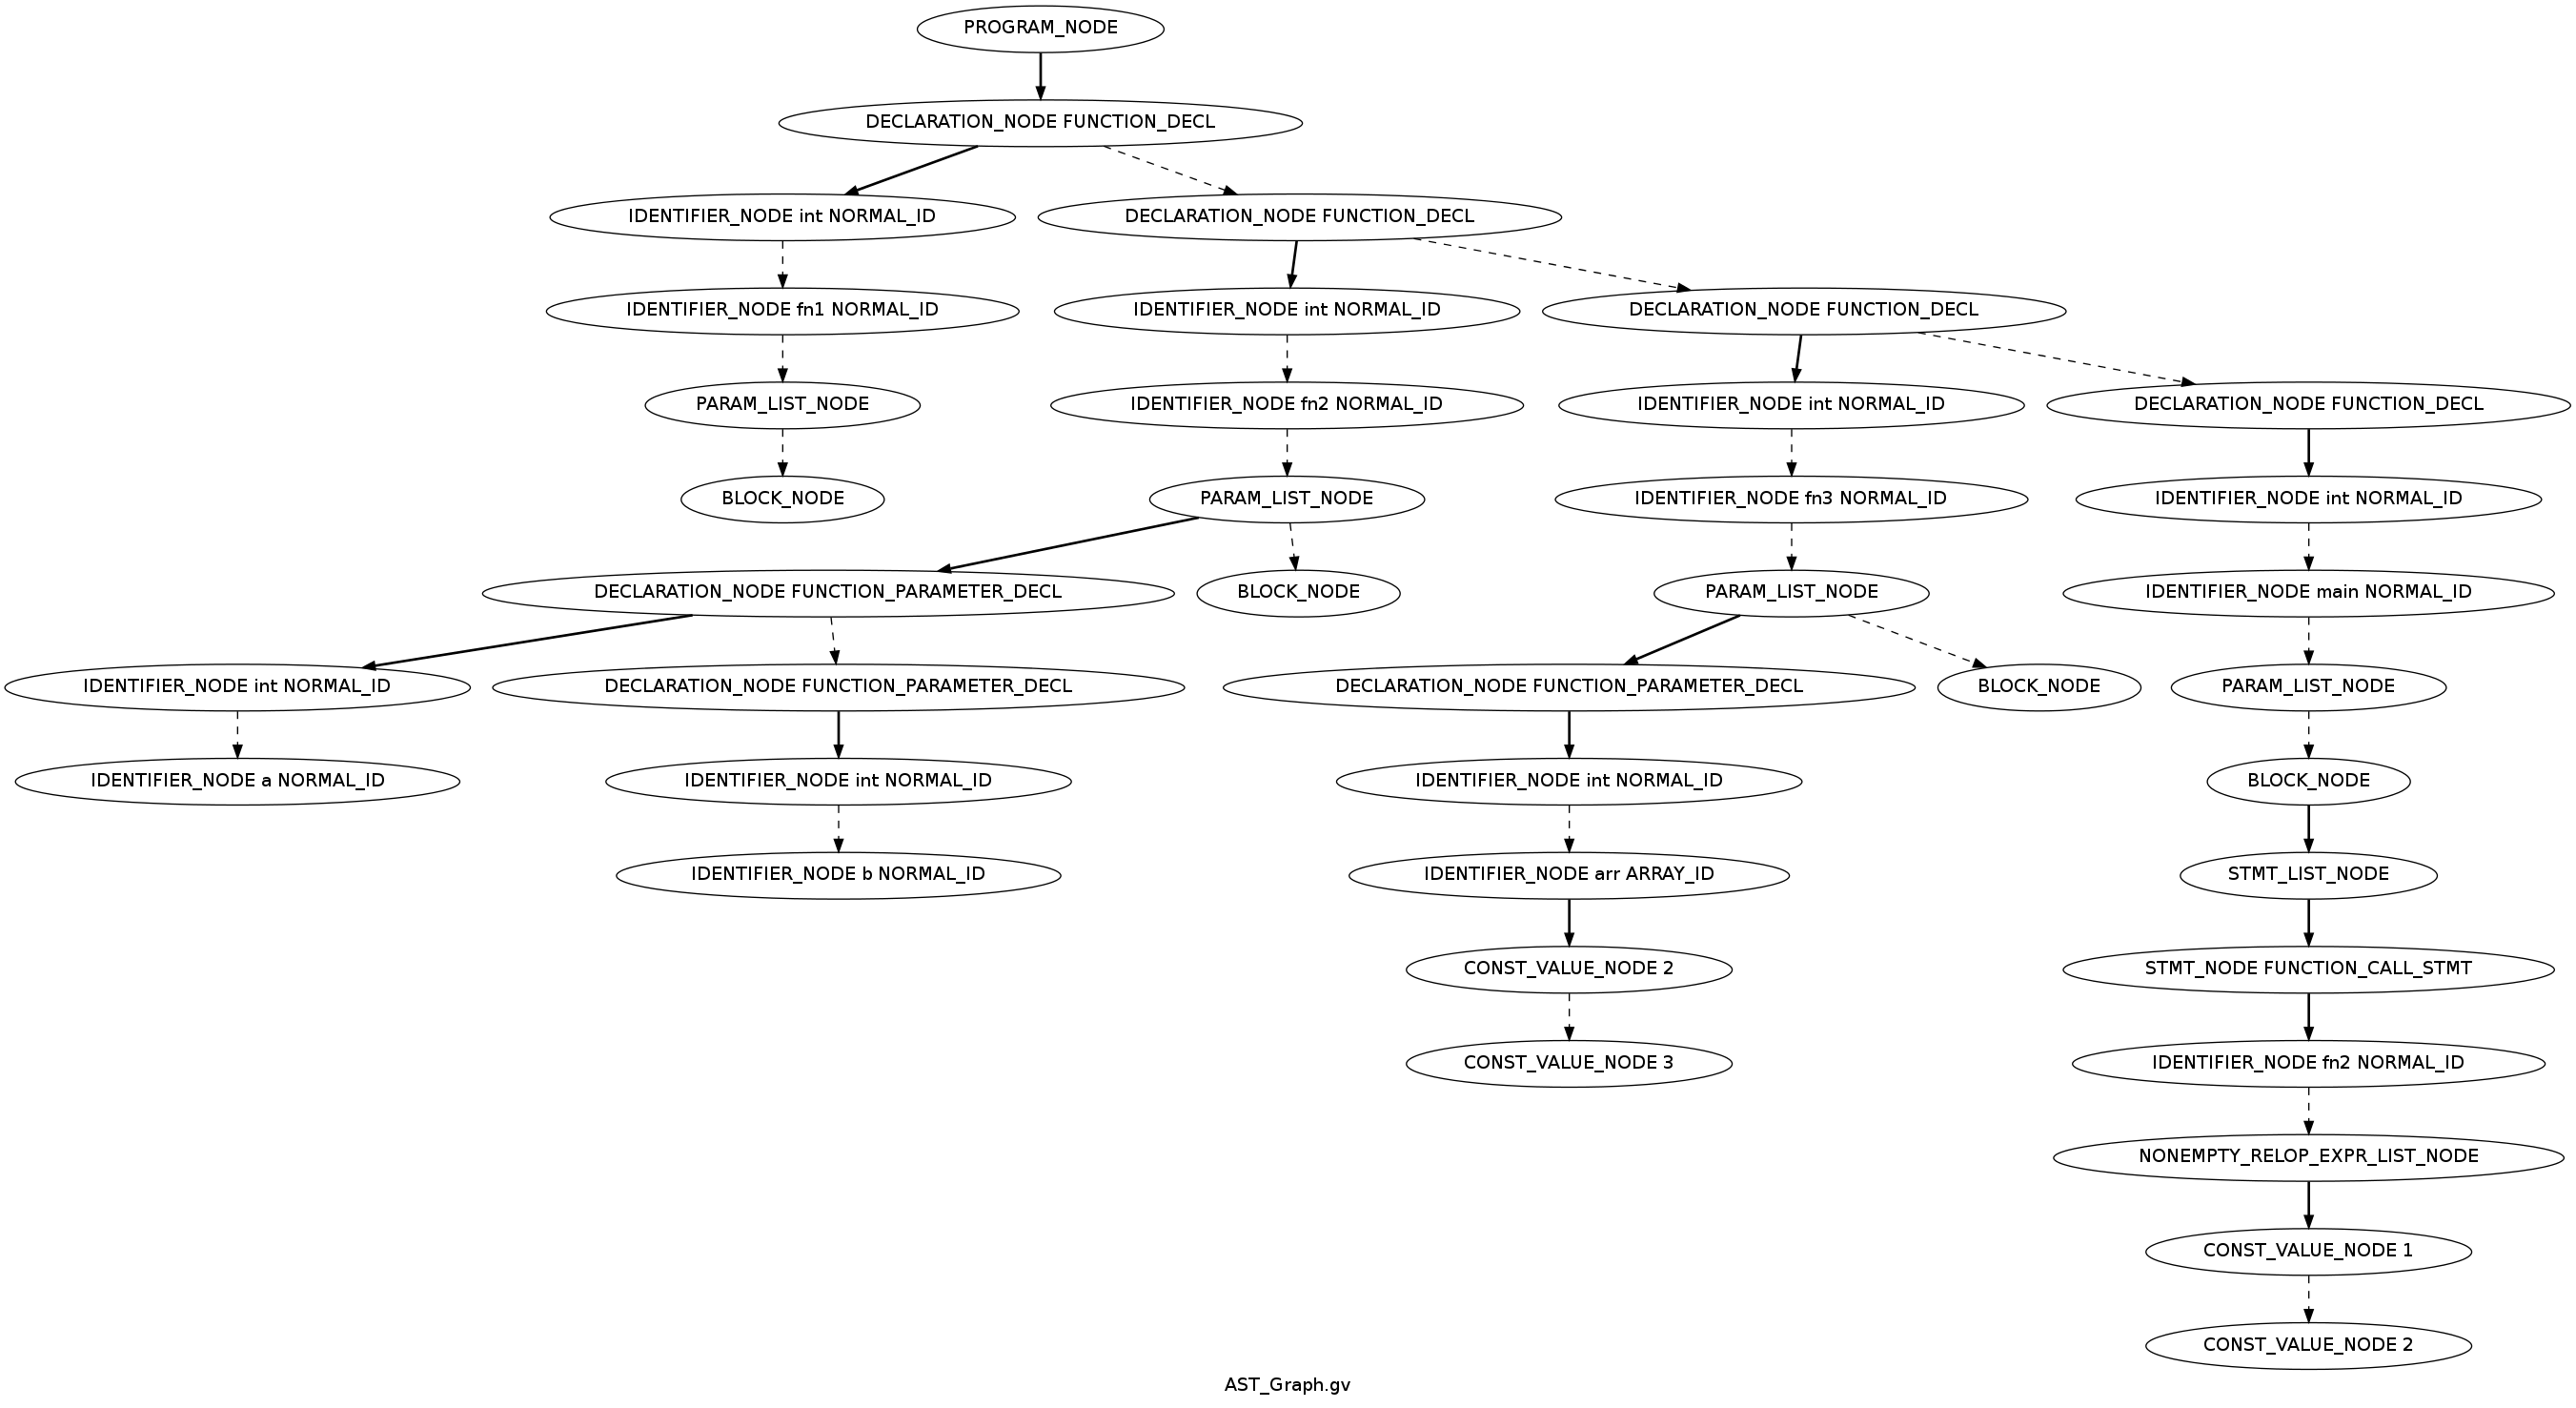 PROGRAM_NODE
DECLARATION_NODE FUNCTION_DECL
IDENTIFIER_NODE int NORMAL_ID
DECLARATION_NODE FUNCTION_DECL
IDENTIFIER_NODE fn1 NORMAL_ID
IDENTIFIER_NODE int NORMAL_ID
DECLARATION_NODE FUNCTION_DECL
PARAM_LIST_NODE
IDENTIFIER_NODE fn2 NORMAL_ID
IDENTIFIER_NODE int NORMAL_ID
DECLARATION_NODE FUNCTION_DECL
BLOCK_NODE
PARAM_LIST_NODE
IDENTIFIER_NODE fn3 NORMAL_ID
IDENTIFIER_NODE int NORMAL_ID
DECLARATION_NODE FUNCTION_PARAMETER_DECL
BLOCK_NODE
PARAM_LIST_NODE
IDENTIFIER_NODE main NORMAL_ID
IDENTIFIER_NODE int NORMAL_ID
DECLARATION_NODE FUNCTION_PARAMETER_DECL
DECLARATION_NODE FUNCTION_PARAMETER_DECL
BLOCK_NODE
PARAM_LIST_NODE
IDENTIFIER_NODE a NORMAL_ID
IDENTIFIER_NODE int NORMAL_ID
IDENTIFIER_NODE int NORMAL_ID
BLOCK_NODE
IDENTIFIER_NODE b NORMAL_ID
IDENTIFIER_NODE arr ARRAY_ID
STMT_LIST_NODE
CONST_VALUE_NODE 2
STMT_NODE FUNCTION_CALL_STMT
CONST_VALUE_NODE 3
IDENTIFIER_NODE fn2 NORMAL_ID
NONEMPTY_RELOP_EXPR_LIST_NODE
CONST_VALUE_NODE 1
CONST_VALUE_NODE 2
AST_Graph.gv